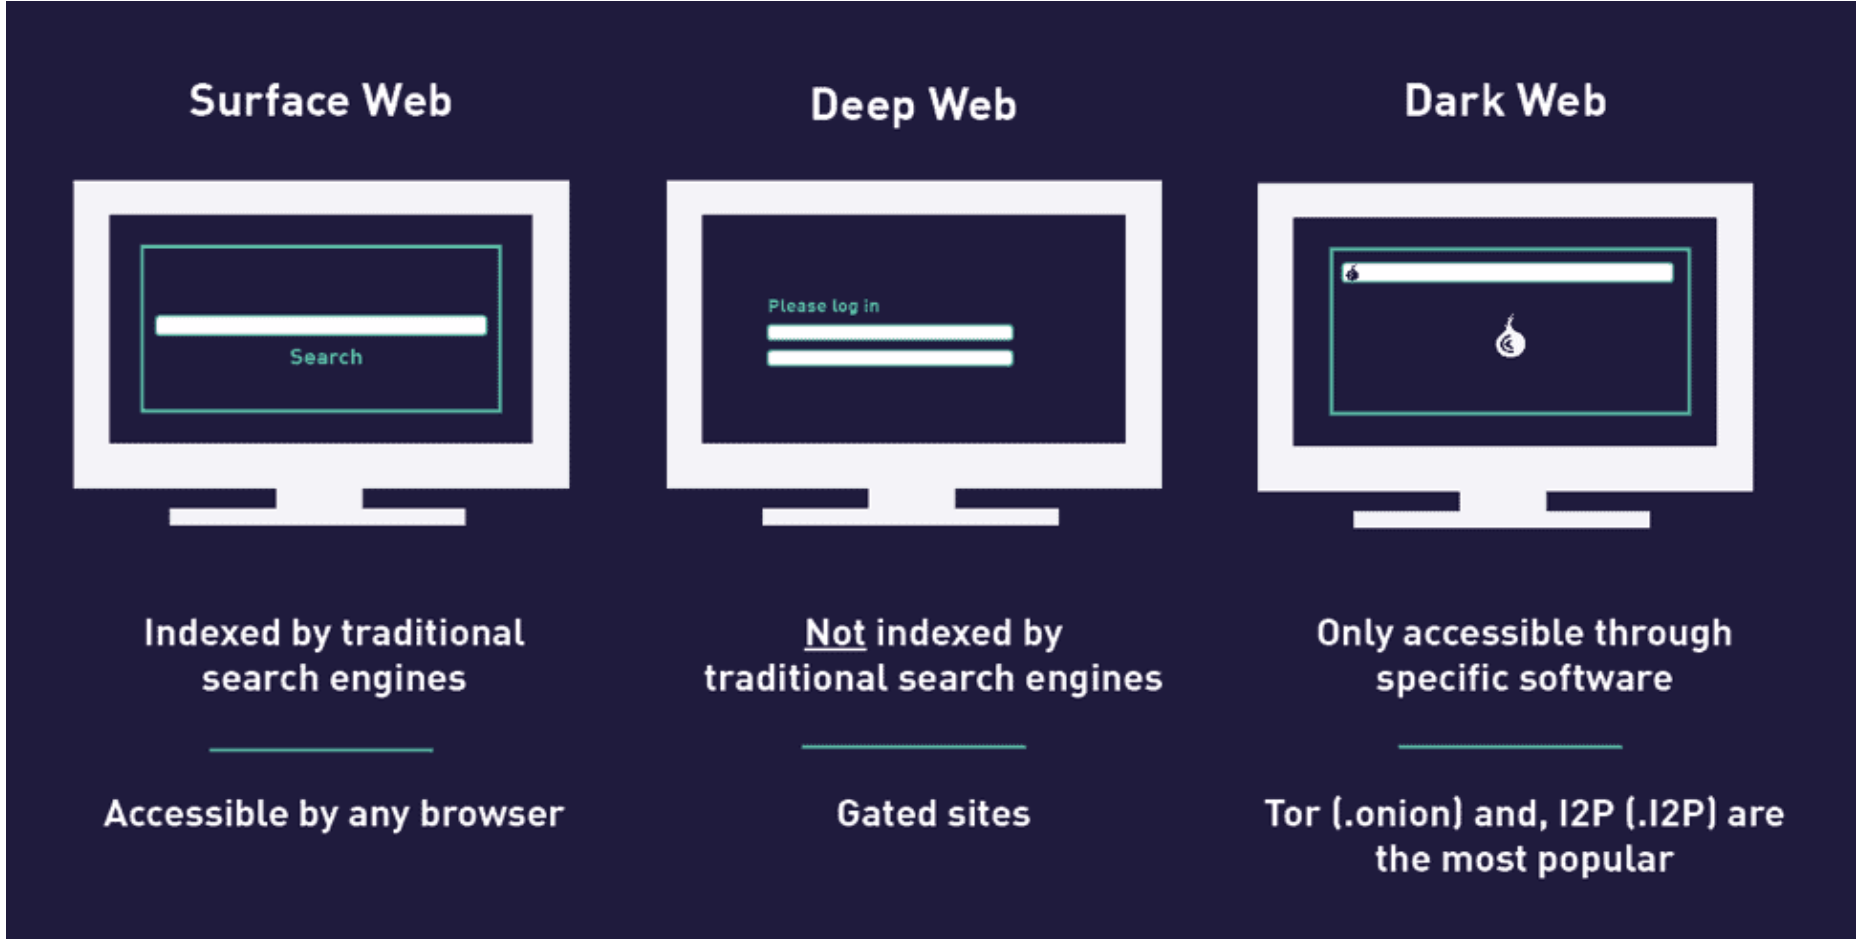 Surface Web
Deep Web
Dark Web
Search
Please log in
Indexed by traditional
search engines
Not indexed by
traditional search engines
Only accessible through
specific software
Accessible by any browser
Gated sites
Tor (.onion) and, I2P (.I2P) are
the most popular